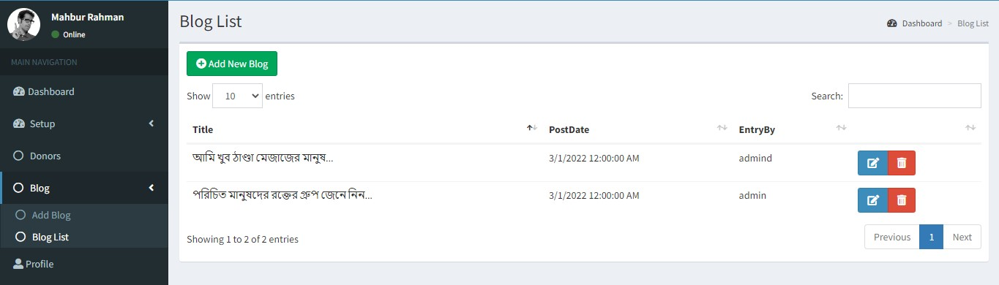 Mahbur Rahman
Online
MAIN NAVIGATION
Dashboard
Setup
Donors
Blog
Add Blog
Blog List
Profile
Blog List
Dashboard > Blog List
Add New Blog
Show 10 entries
Search:
Title PostDate EntryBy
আমি খুব ঠাণ্ডা মেজাজের মানুষ... 3/1/2022 12:00:00 AM admind
পরিচিত মানুষদের রক্তের গ্রুপ জেনে নিন... 3/1/2022 12:00:00 AM admin
Showing 1 to 2 of 2 entries
Previous 1 Next